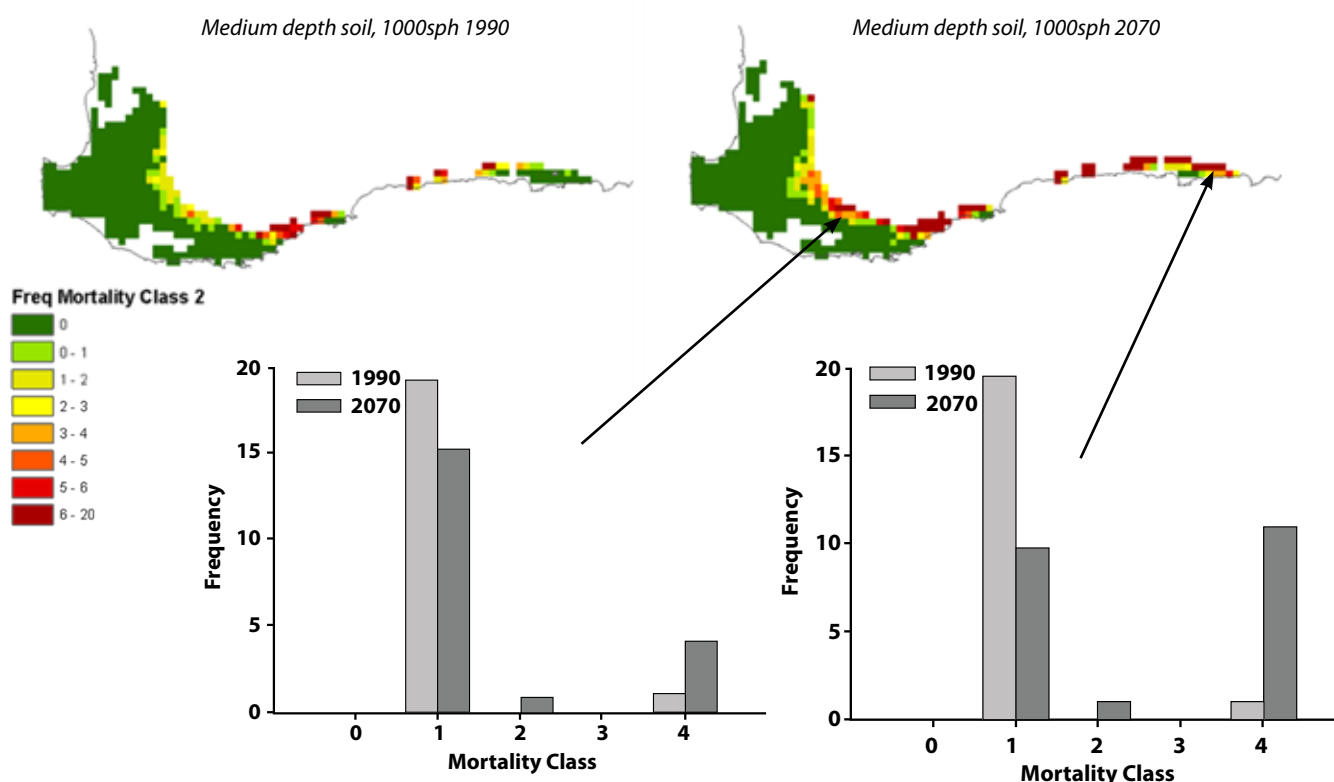 Medium depth soil, 1000sph 1990
Medium depth soil, 1000sph 2070
Freq Mortality Class 2
0
0 - 1
1 - 2
2 - 3
3 - 4
4 - 5
5 - 6
6 - 20
20
15
10
5
0
Frequency
1990
2070
0 1 2 3 4
Mortality Class
20
15
10
5
0
Frequency
1990
2070
0 1 2 3 4
Mortality Class